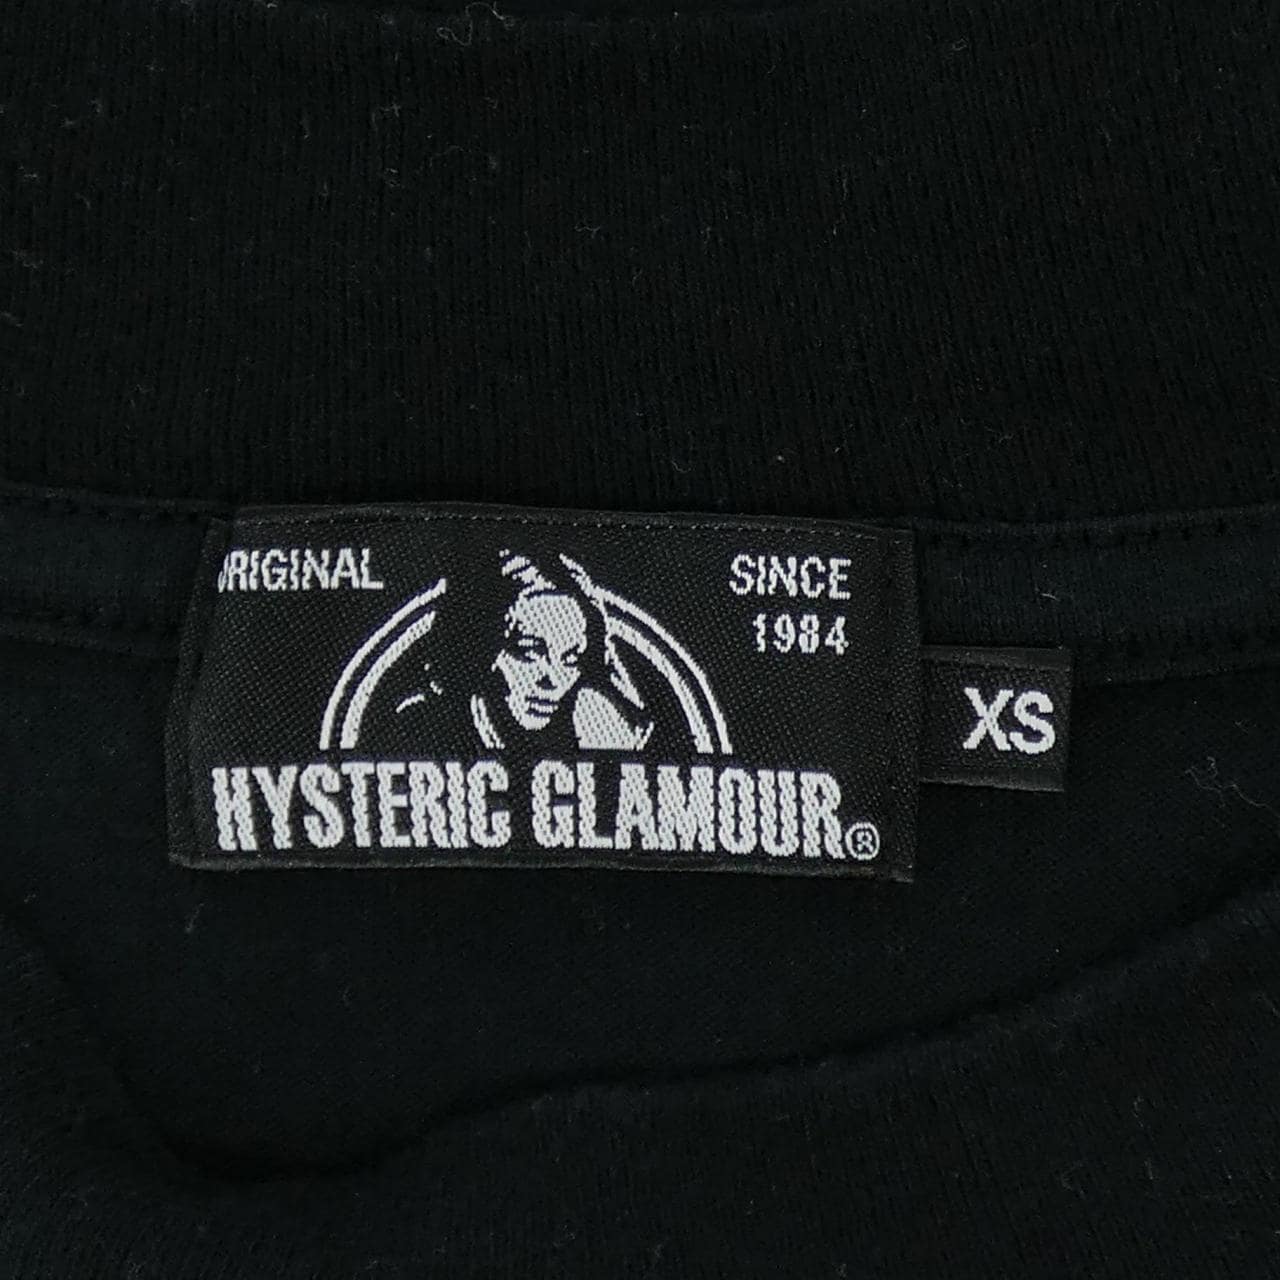 ORIGINAL
SINCE
1984
XS
HYSTERIC GLAMOUR®